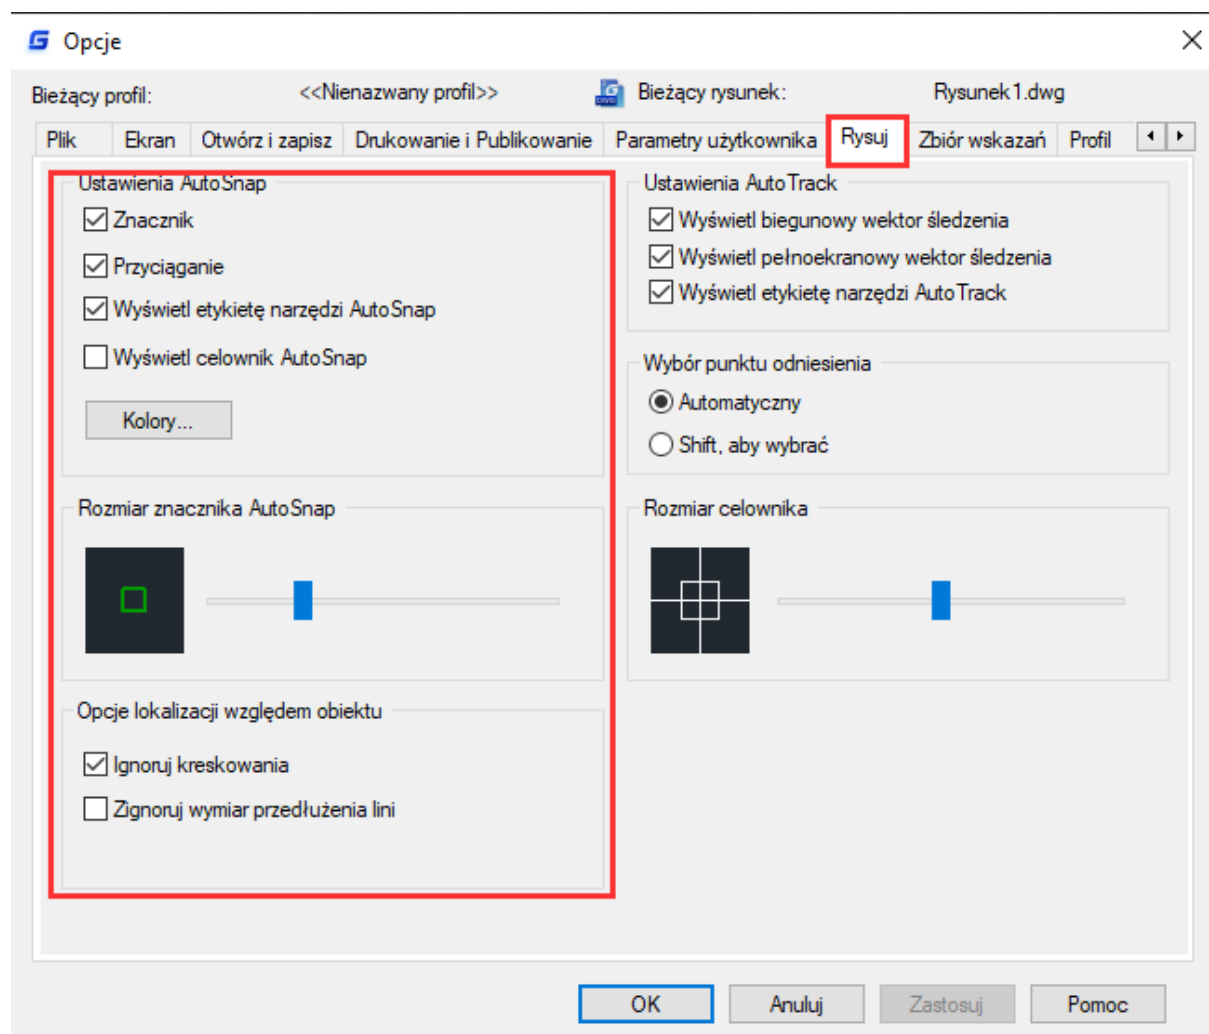 Opcje
Bieżący profil: <<Nienazwany profil>> Bieżący rysunek: Rysunek1.dwg
Plik Ekran Otwórz i zapisz Drukowanie i Publikowanie Parametry użytkownika Rysuj Zbiór wskazań Profil
Ustawienia AutoSnap
Znacznik
Przyciąganie
Wyświetl etykietę narzędzi AutoSnap
Wyświetl celownik AutoSnap
Kolory...
Rozmiar znacznika AutoSnap
Opcje lokalizacji względem obiektu
Ignoruj kreskowania
Zignoruj wymiar przedłużenia lini
Ustawienia AutoTrack
Wyświetl biegunowy wektor śledzenia
Wyświetl pełnoekranowy wektor śledzenia
Wyświetl etykietę narzędzi AutoTrack
Wybór punktu odniesienia
Automatyczny
Shift, aby wybrać
Rozmiar celownika
OK Anuluj Zastosuj Pomoc